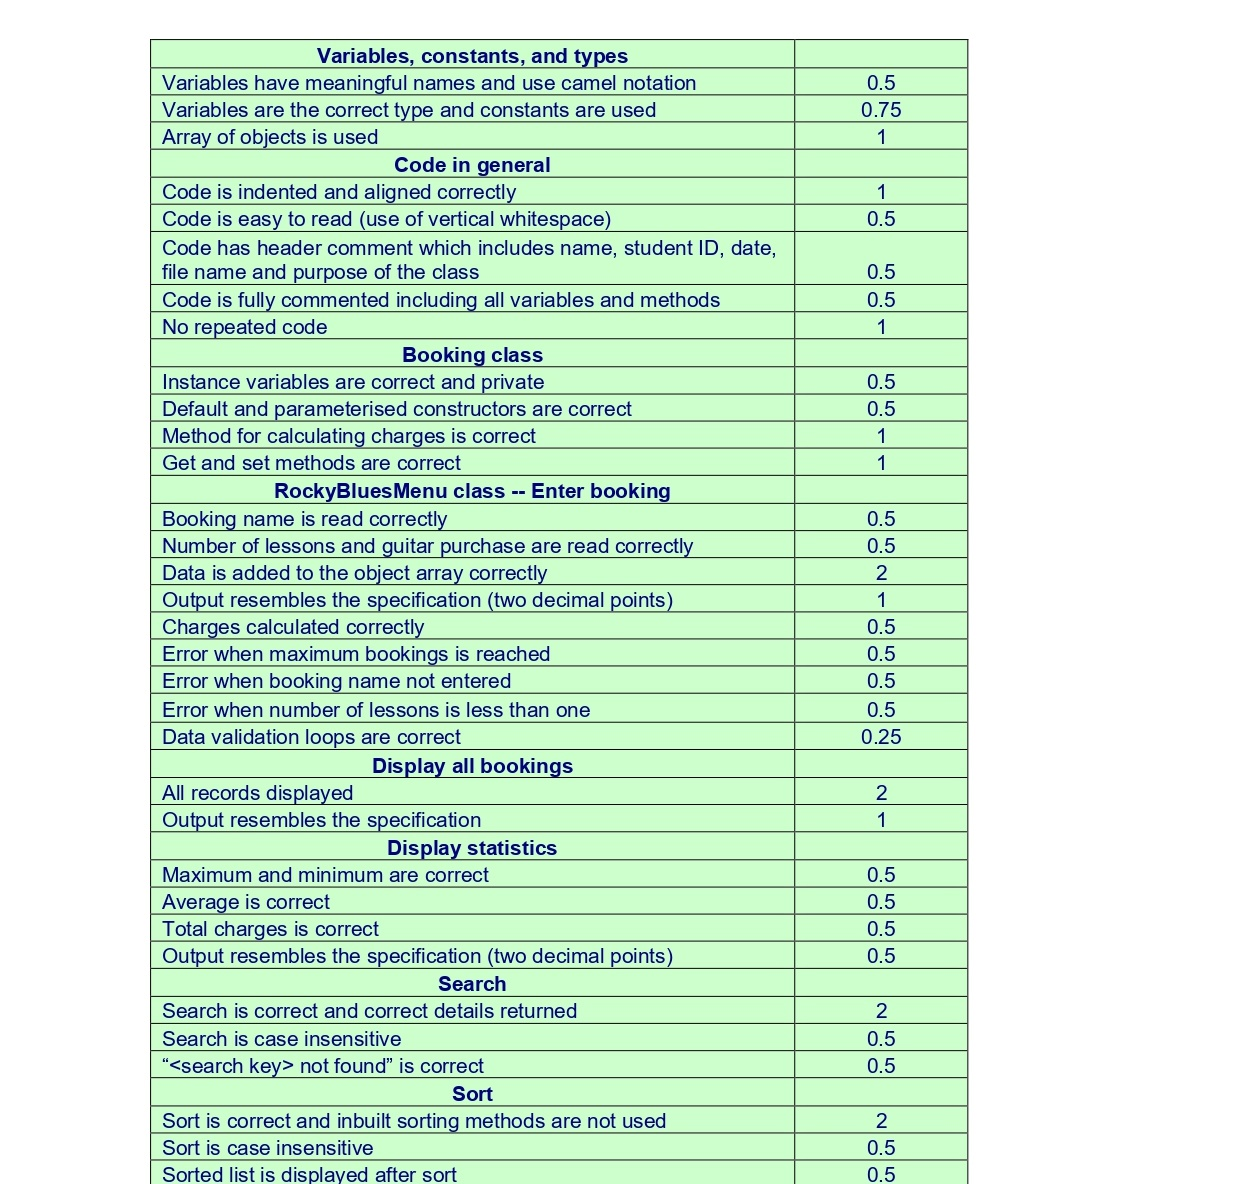 Variables, constants, and types
Variables have meaningful names and use camel notation 0.5
Variables are the correct type and constants are used 0.75
Array of objects is used 1
Code in general
Code is indented and aligned correctly 1
Code is easy to read (use of vertical whitespace) 0.5
Code has header comment which includes name, student ID, date,
file name and purpose of the class 0.5
Code is fully commented including all variables and methods 0.5
No repeated code 1
Booking class
Instance variables are correct and private 0.5
Default and parameterised constructors are correct 0.5
Method for calculating charges is correct 1
Get and set methods are correct 1
RockyBluesMenu class -- Enter booking
Booking name is read correctly 0.5
Number of lessons and guitar purchase are read correctly 0.5
Data is added to the object array correctly 2
Output resembles the specification (two decimal points) 1
Charges calculated correctly 0.5
Error when maximum bookings is reached 0.5
Error when booking name not entered 0.5
Error when number of lessons is less than one 0.5
Data validation loops are correct 0.25
Display all bookings
All records displayed 2
Output resembles the specification 1
Display statistics
Maximum and minimum are correct 0.5
Average is correct 0.5
Total charges is correct 0.5
Output resembles the specification (two decimal points) 0.5
Search
Search is correct and correct details returned 2
Search is case insensitive 0.5
“<search key> not found” is correct 0.5
Sort
Sort is correct and inbuilt sorting methods are not used 2
Sort is case insensitive 0.5
Sorted list is displayed after sort 0.5